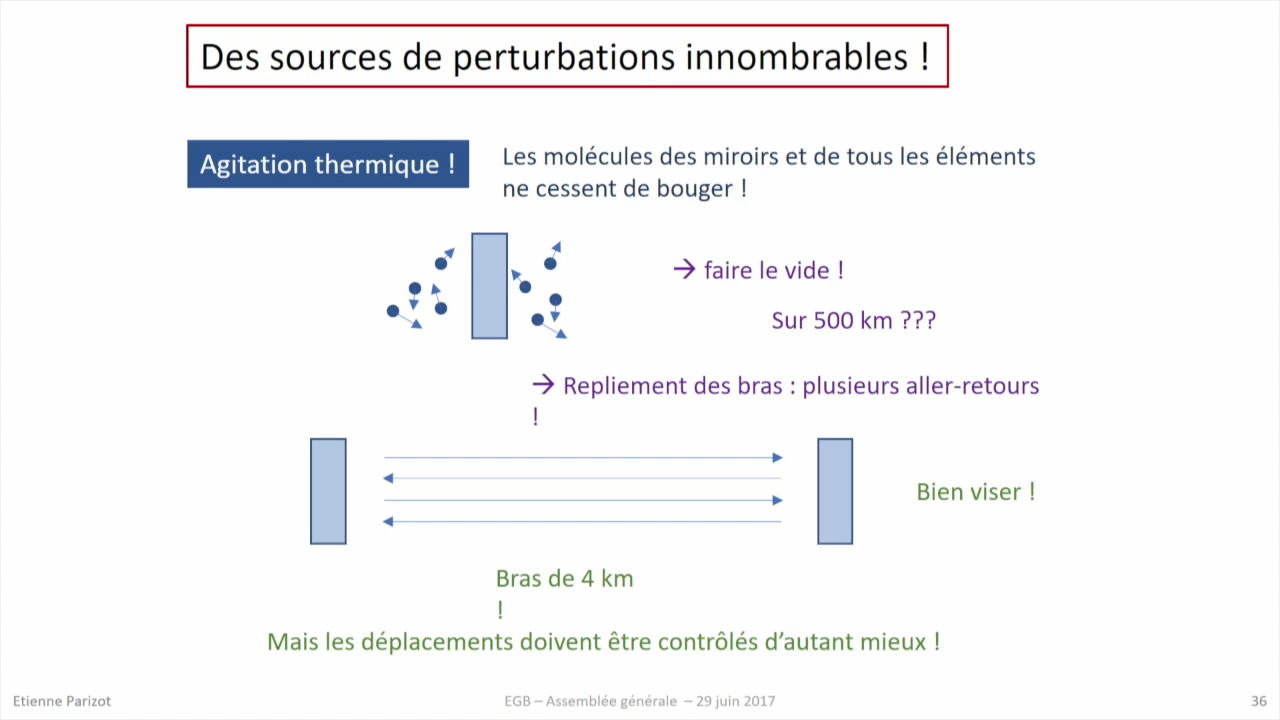 Des sources de perturbations innombrables !
Agitation thermique !
Les molécules des miroirs et de tous les éléments
ne cessent de bouger !
→ faire le vide !
Sur 500 km ???
→ Repliement des bras : plusieurs aller-retours
!
Bien viser !
Bras de 4 km
!
Mais les déplacements doivent être contrôlés d’autant mieux !
Etienne Parizot
EGB – Assemblée générale – 29 juin 2017
36